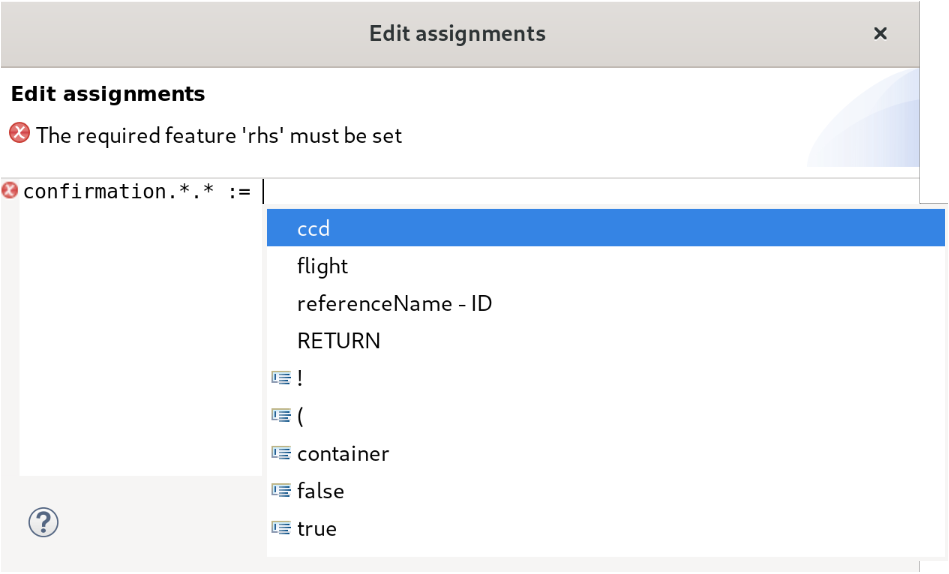 Edit assignments
Edit assignments
The required feature 'rhs' must be set
confirmation.*.* :=
ccd
flight
referenceName - ID
RETURN
!
(
container
false
true
?